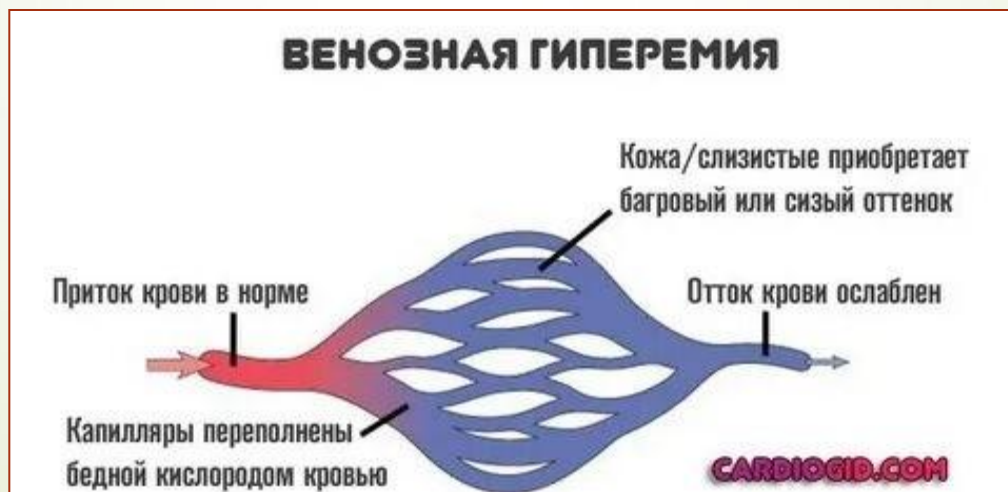 ВЕНОЗНАЯ ГИПЕРЕМИЯ
Кожа/слизистые приобретает
багровый или сизый оттенок
Приток крови в норме
Отток крови ослаблен
Капилляры переполнены
бедной кислородом кровью
CARDIOGID.COM